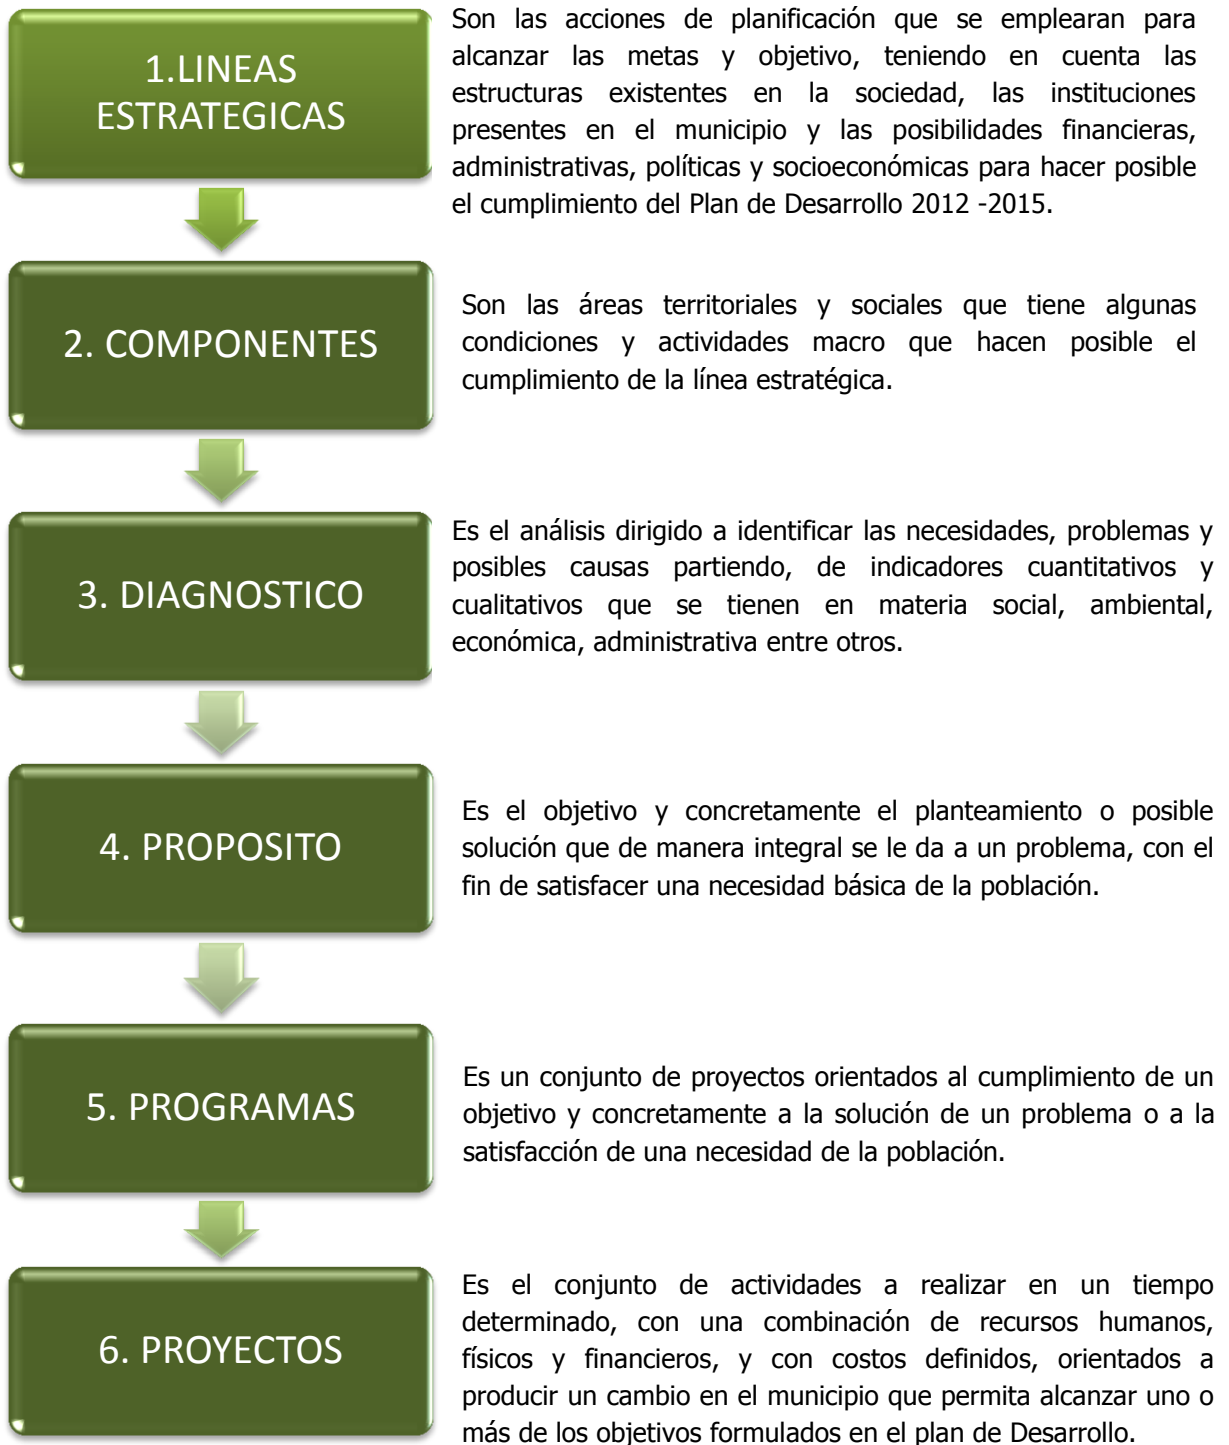 1.LINEAS
ESTRATEGICAS
Son las acciones de planificación que se emplearan para
alcanzar las metas y objetivo, teniendo en cuenta las
estructuras existentes en la sociedad, las instituciones
presentes en el municipio y las posibilidades financieras,
administrativas, políticas y socioeconómicas para hacer posible
el cumplimiento del Plan de Desarrollo 2012 -2015.
2. COMPONENTES
Son las áreas territoriales y sociales que tiene algunas
condiciones y actividades macro que hacen posible el
cumplimiento de la línea estratégica.
3. DIAGNOSTICO
Es el análisis dirigido a identificar las necesidades, problemas y
posibles causas partiendo, de indicadores cuantitativos y
cualitativos que se tienen en materia social, ambiental,
económica, administrativa entre otros.
4. PROPOSITO
Es el objetivo y concretamente el planteamiento o posible
solución que de manera integral se le da a un problema, con el
fin de satisfacer una necesidad básica de la población.
5. PROGRAMAS
Es un conjunto de proyectos orientados al cumplimiento de un
objetivo y concretamente a la solución de un problema o a la
satisfacción de una necesidad de la población.
6. PROYECTOS
Es el conjunto de actividades a realizar en un tiempo
determinado, con una combinación de recursos humanos,
físicos y financieros, y con costos definidos, orientados a
producir un cambio en el municipio que permita alcanzar uno o
más de los objetivos formulados en el plan de Desarrollo.